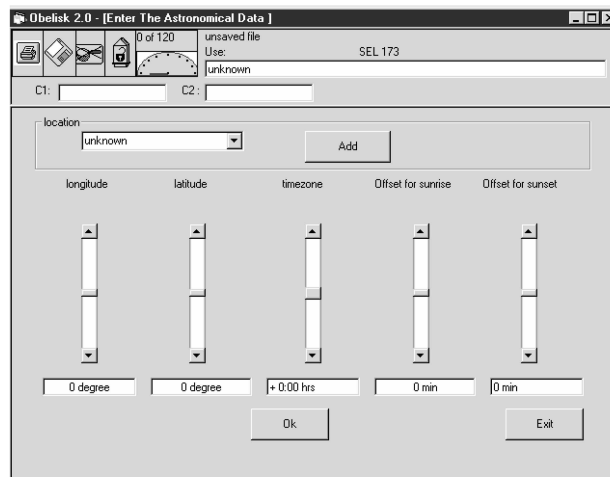 Obelisk 2.0 - [Enter The Astronomical Data ]
0 of 120
unsaved file
Use: SEL 173
unknown
C1: C2 :
location
unknown
Add
longitude latitude timezone Offset for sunrise Offset for sunset
0 degree 0 degree + 0:00 hrs 0 min 0 min
Ok
Exit